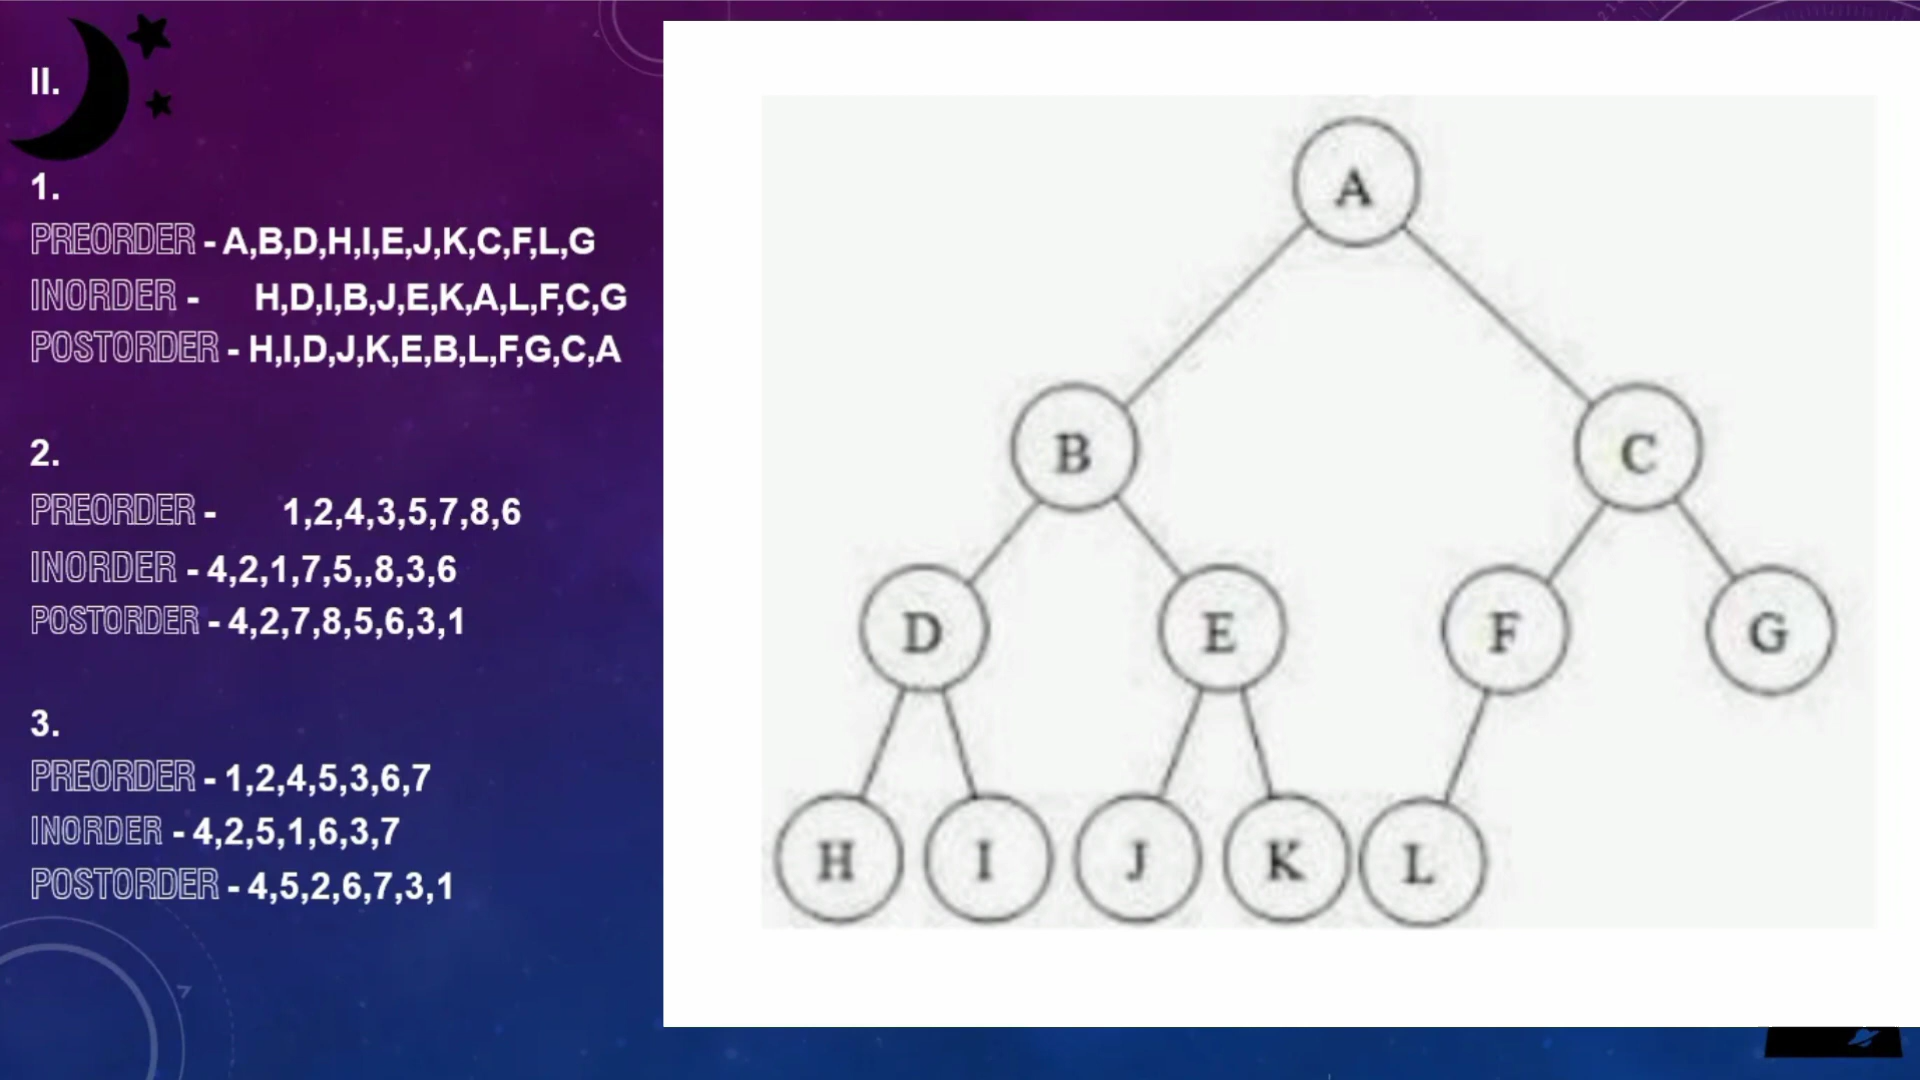 II.
1.
PREORDER - A,B,D,H,I,E,J,K,C,F,L,G
INORDER - H,D,I,B,J,E,K,A,L,F,C,G
POSTORDER - H,I,D,J,K,E,B,L,F,G,C,A
2.
PREORDER - 1,2,4,3,5,7,8,6
INORDER - 4,2,1,7,5,,8,3,6
POSTORDER - 4,2,7,8,5,6,3,1
3.
PREORDER - 1,2,4,5,3,6,7
INORDER - 4,2,5,1,6,3,7
POSTORDER - 4,5,2,6,7,3,1
A
B C
D E F G
H I J K L